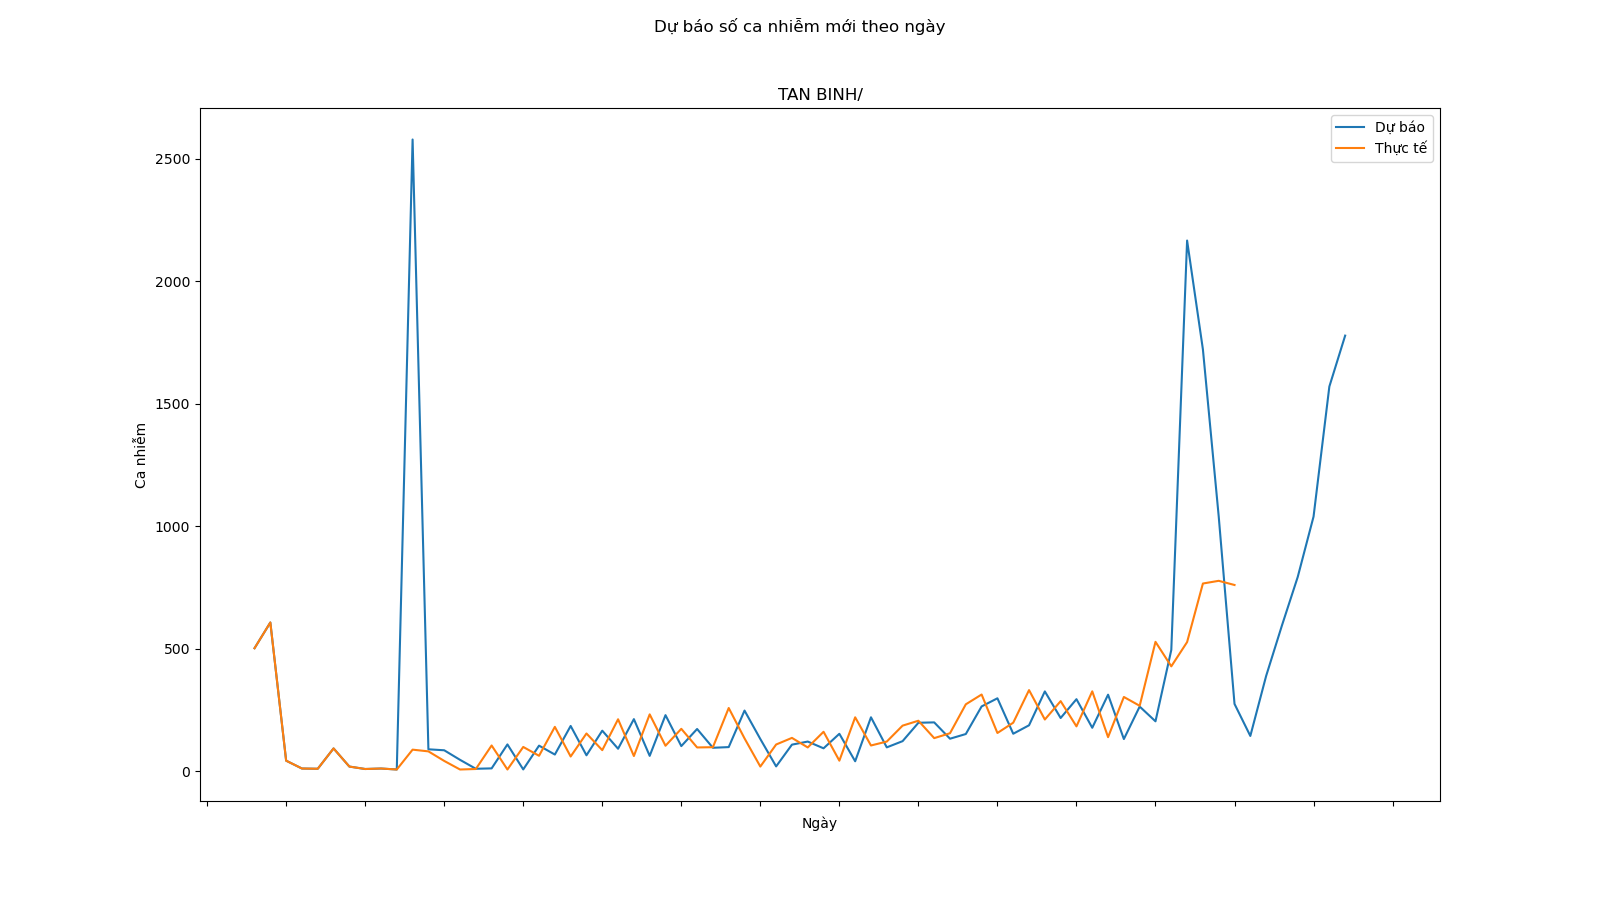 Dự báo số ca nhiễm mới theo ngày
TAN BINH/
Dự báo
Thực tế
2500
2000
1500
1000
500
0
Ca nhiễm
Ngày